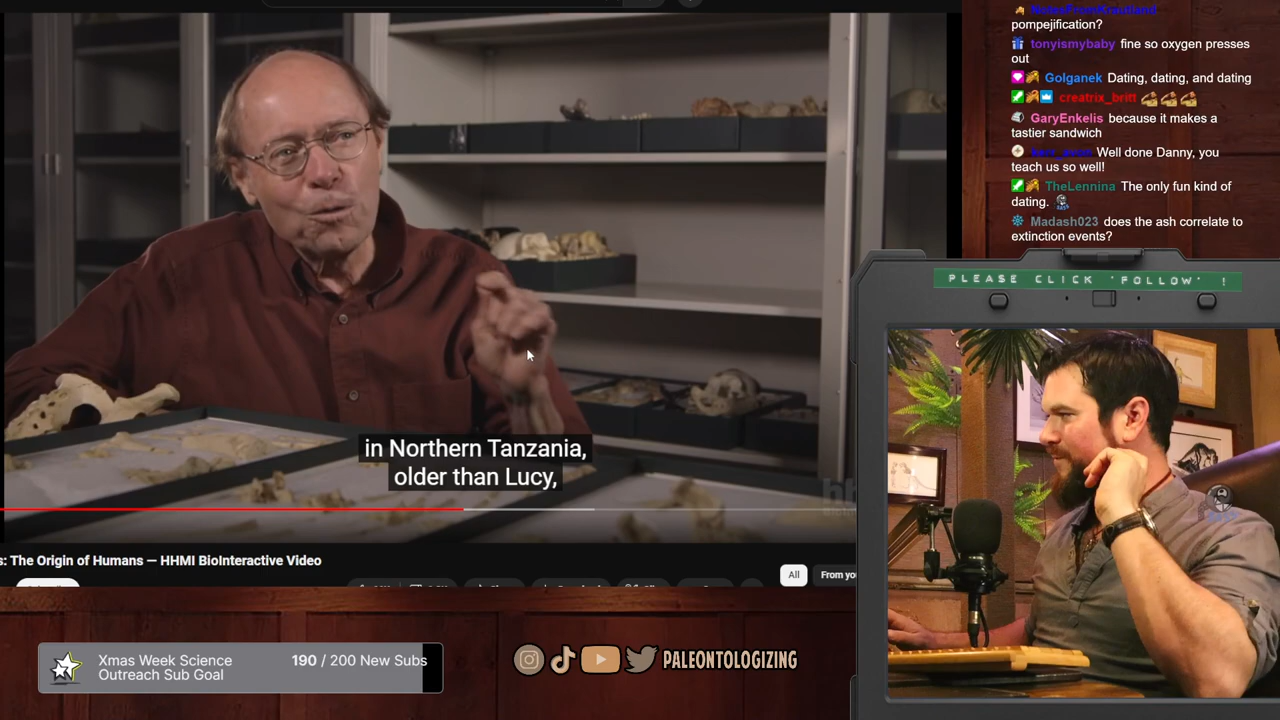 pompejification?
tonyismybaby fine so oxygen presses
out
Golganek Dating, dating, and dating
creatrix_britt
GaryEnkelis because it makes a
tastier sandwich
Well done Danny, you
teach us so well!
TheLennina The only fun kind of
dating.
Madash023 does the ash correlate to
extinction events?
PLEASE CLICK 'FOLLOW' !
in Northern Tanzania,
older than Lucy,
s: The Origin of Humans — HHMI BioInteractive Video
All
From yo
Xmas Week Science
Outreach Sub Goal
190 / 200 New Subs
PALEONTOLOGIZING